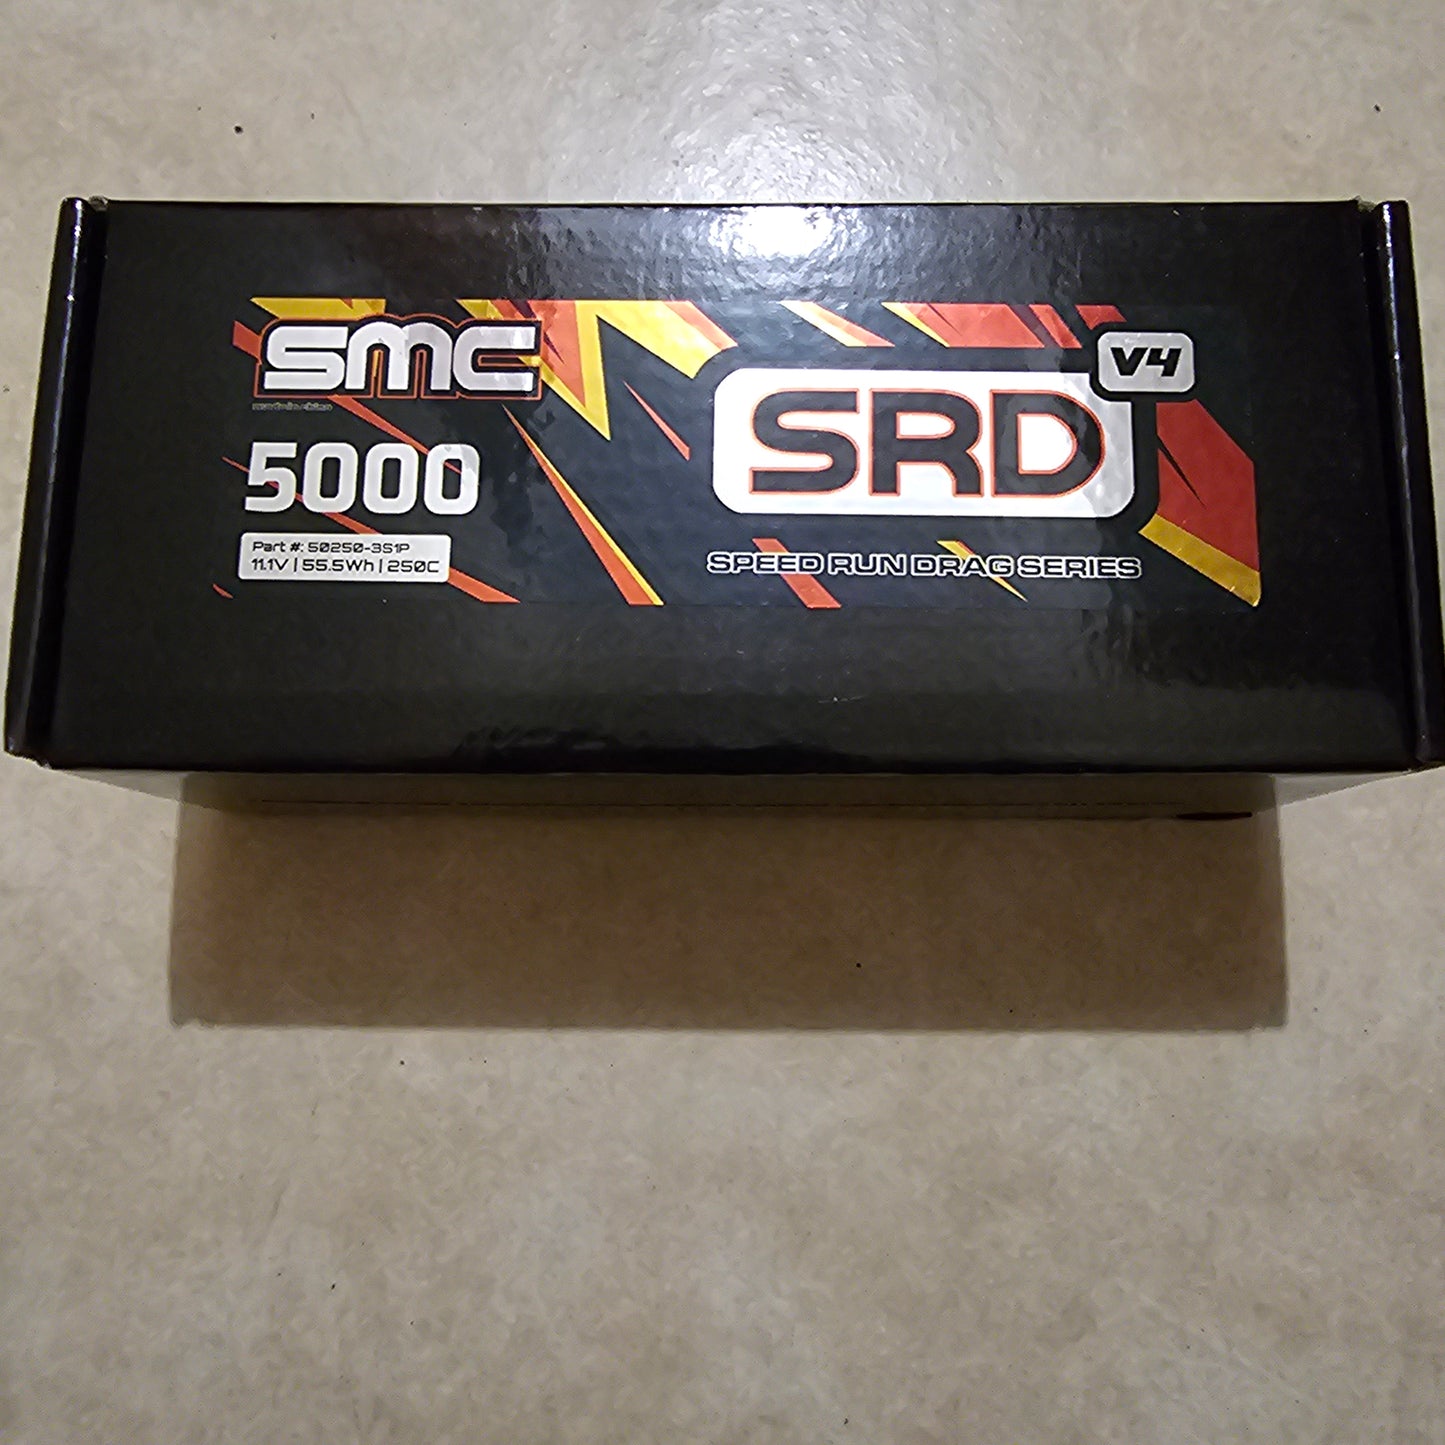 SMC
5000
Part #: 50250-3S1P
11.1V | 55.5Wh | 250C
V4
SRD
SPEED RUN DRAG SERIES